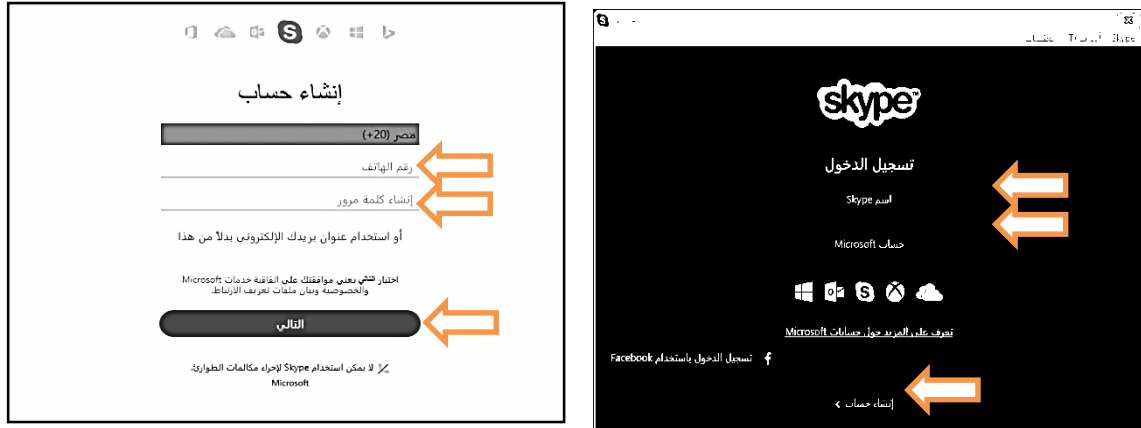 إنشاء حساب
مصر (‎+20)
رقم الهاتف
إنشاء كلمة مرور
أو استخدام عنوان بريدك الإلكتروني بدلاً من هذا
اختيار التالي يعني موافقتك على اتفاقية خدمات Microsoft
والخصوصية وبيان ملفات تعريف الارتباط.
التالي
لا يمكن استخدام Skype لإجراء مكالمات الطوارئ.
Microsoft
Skype
skype
تسجيل الدخول
اسم Skype
حساب Microsoft
تعرف على المزيد حول حسابات Microsoft
تسجيل الدخول باستخدام Facebook
إنشاء حساب